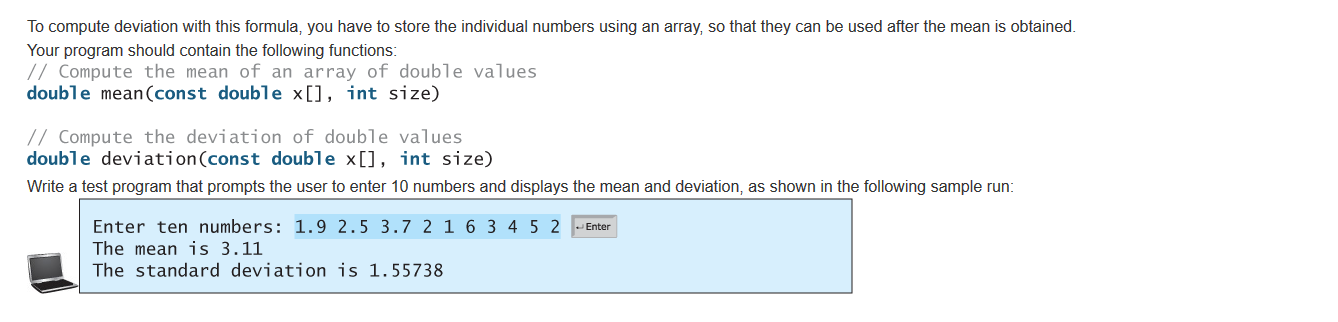 To compute deviation with this formula, you have to store the individual numbers using an array, so that they can be used after the mean is obtained.
Your program should contain the following functions:
// Compute the mean of an array of double values
double mean(const double x[], int size)
// Compute the deviation of double values
double deviation(const double x[], int size)
Write a test program that prompts the user to enter 10 numbers and displays the mean and deviation, as shown in the following sample run:
Enter ten numbers: 1.9 2.5 3.7 2 1 6 3 4 5 2 ↵Enter
The mean is 3.11
The standard deviation is 1.55738